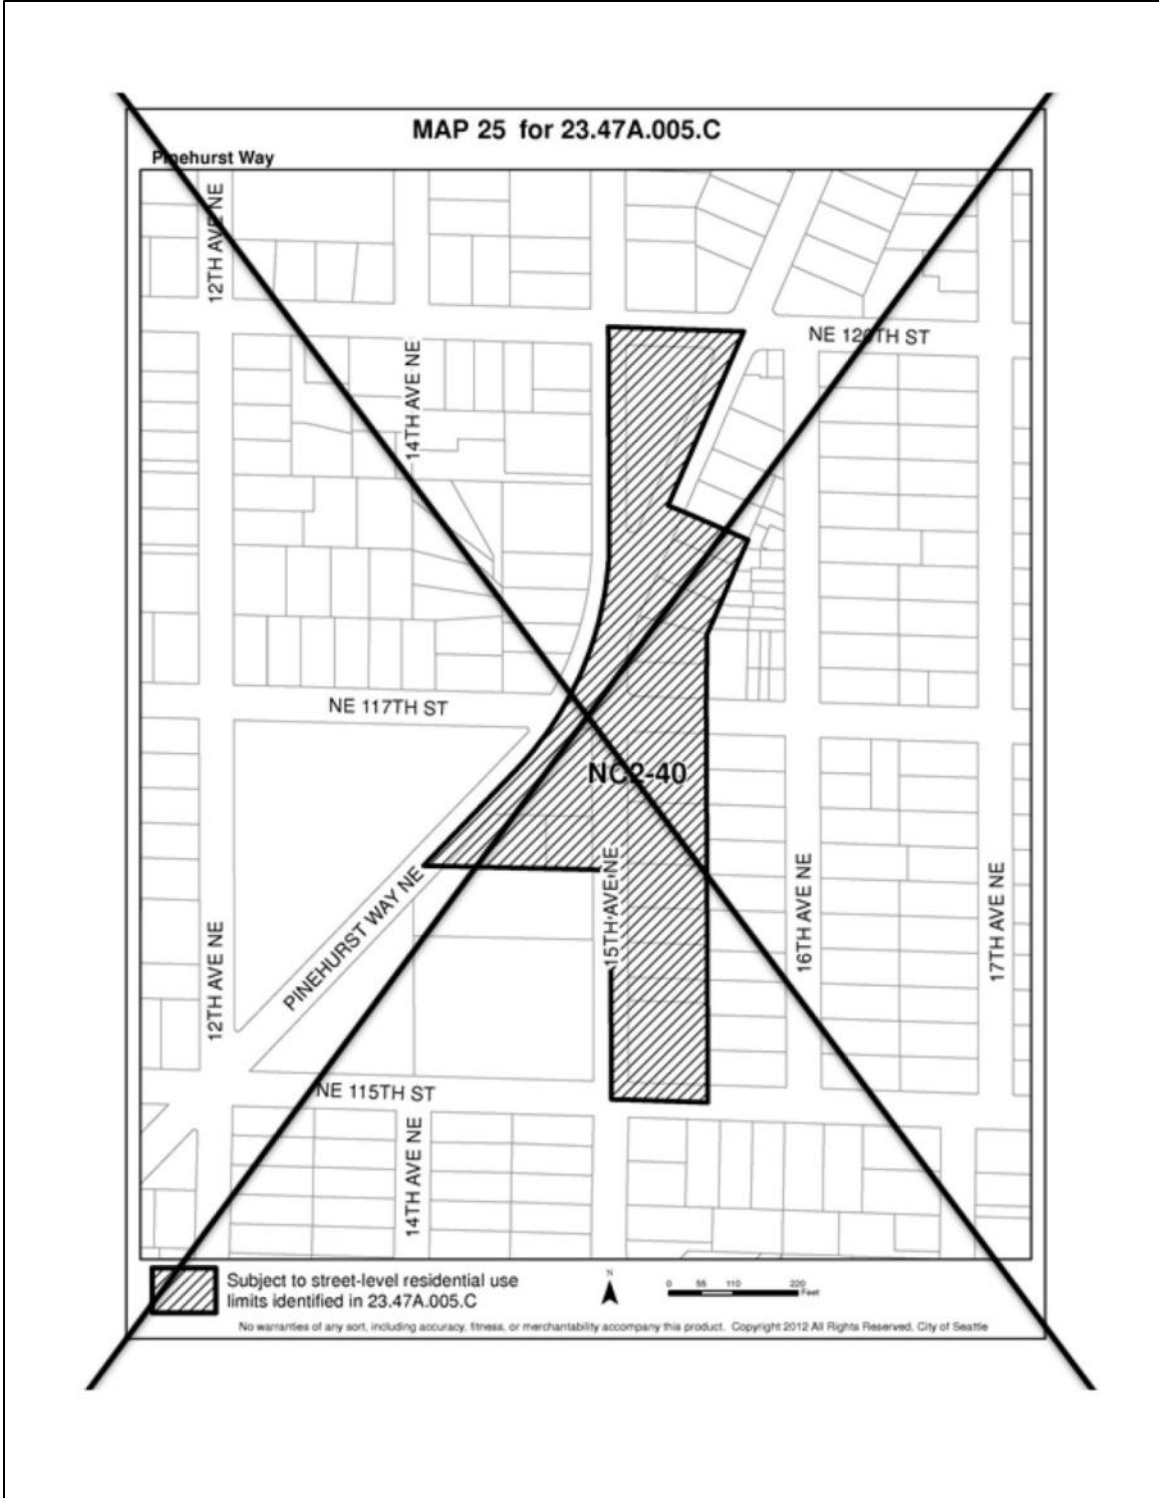 MAP 25 for 23.47A.005.C
Pinehurst Way
12TH AVE NE
14TH AVE NE
NE 120TH ST
NE 117TH ST
NC2-40
PINEHURST WAY NE
15TH AVE NE
16TH AVE NE
17TH AVE NE
12TH AVE NE
NE 115TH ST
14TH AVE NE
Subject to street-level residential use
limits identified in 23.47A.005.C
N
0 55 110 220
Feet
No warranties of any sort, including accuracy, fitness, or merchantability accompany this product. Copyright 2012 All Rights Reserved, City of Seattle